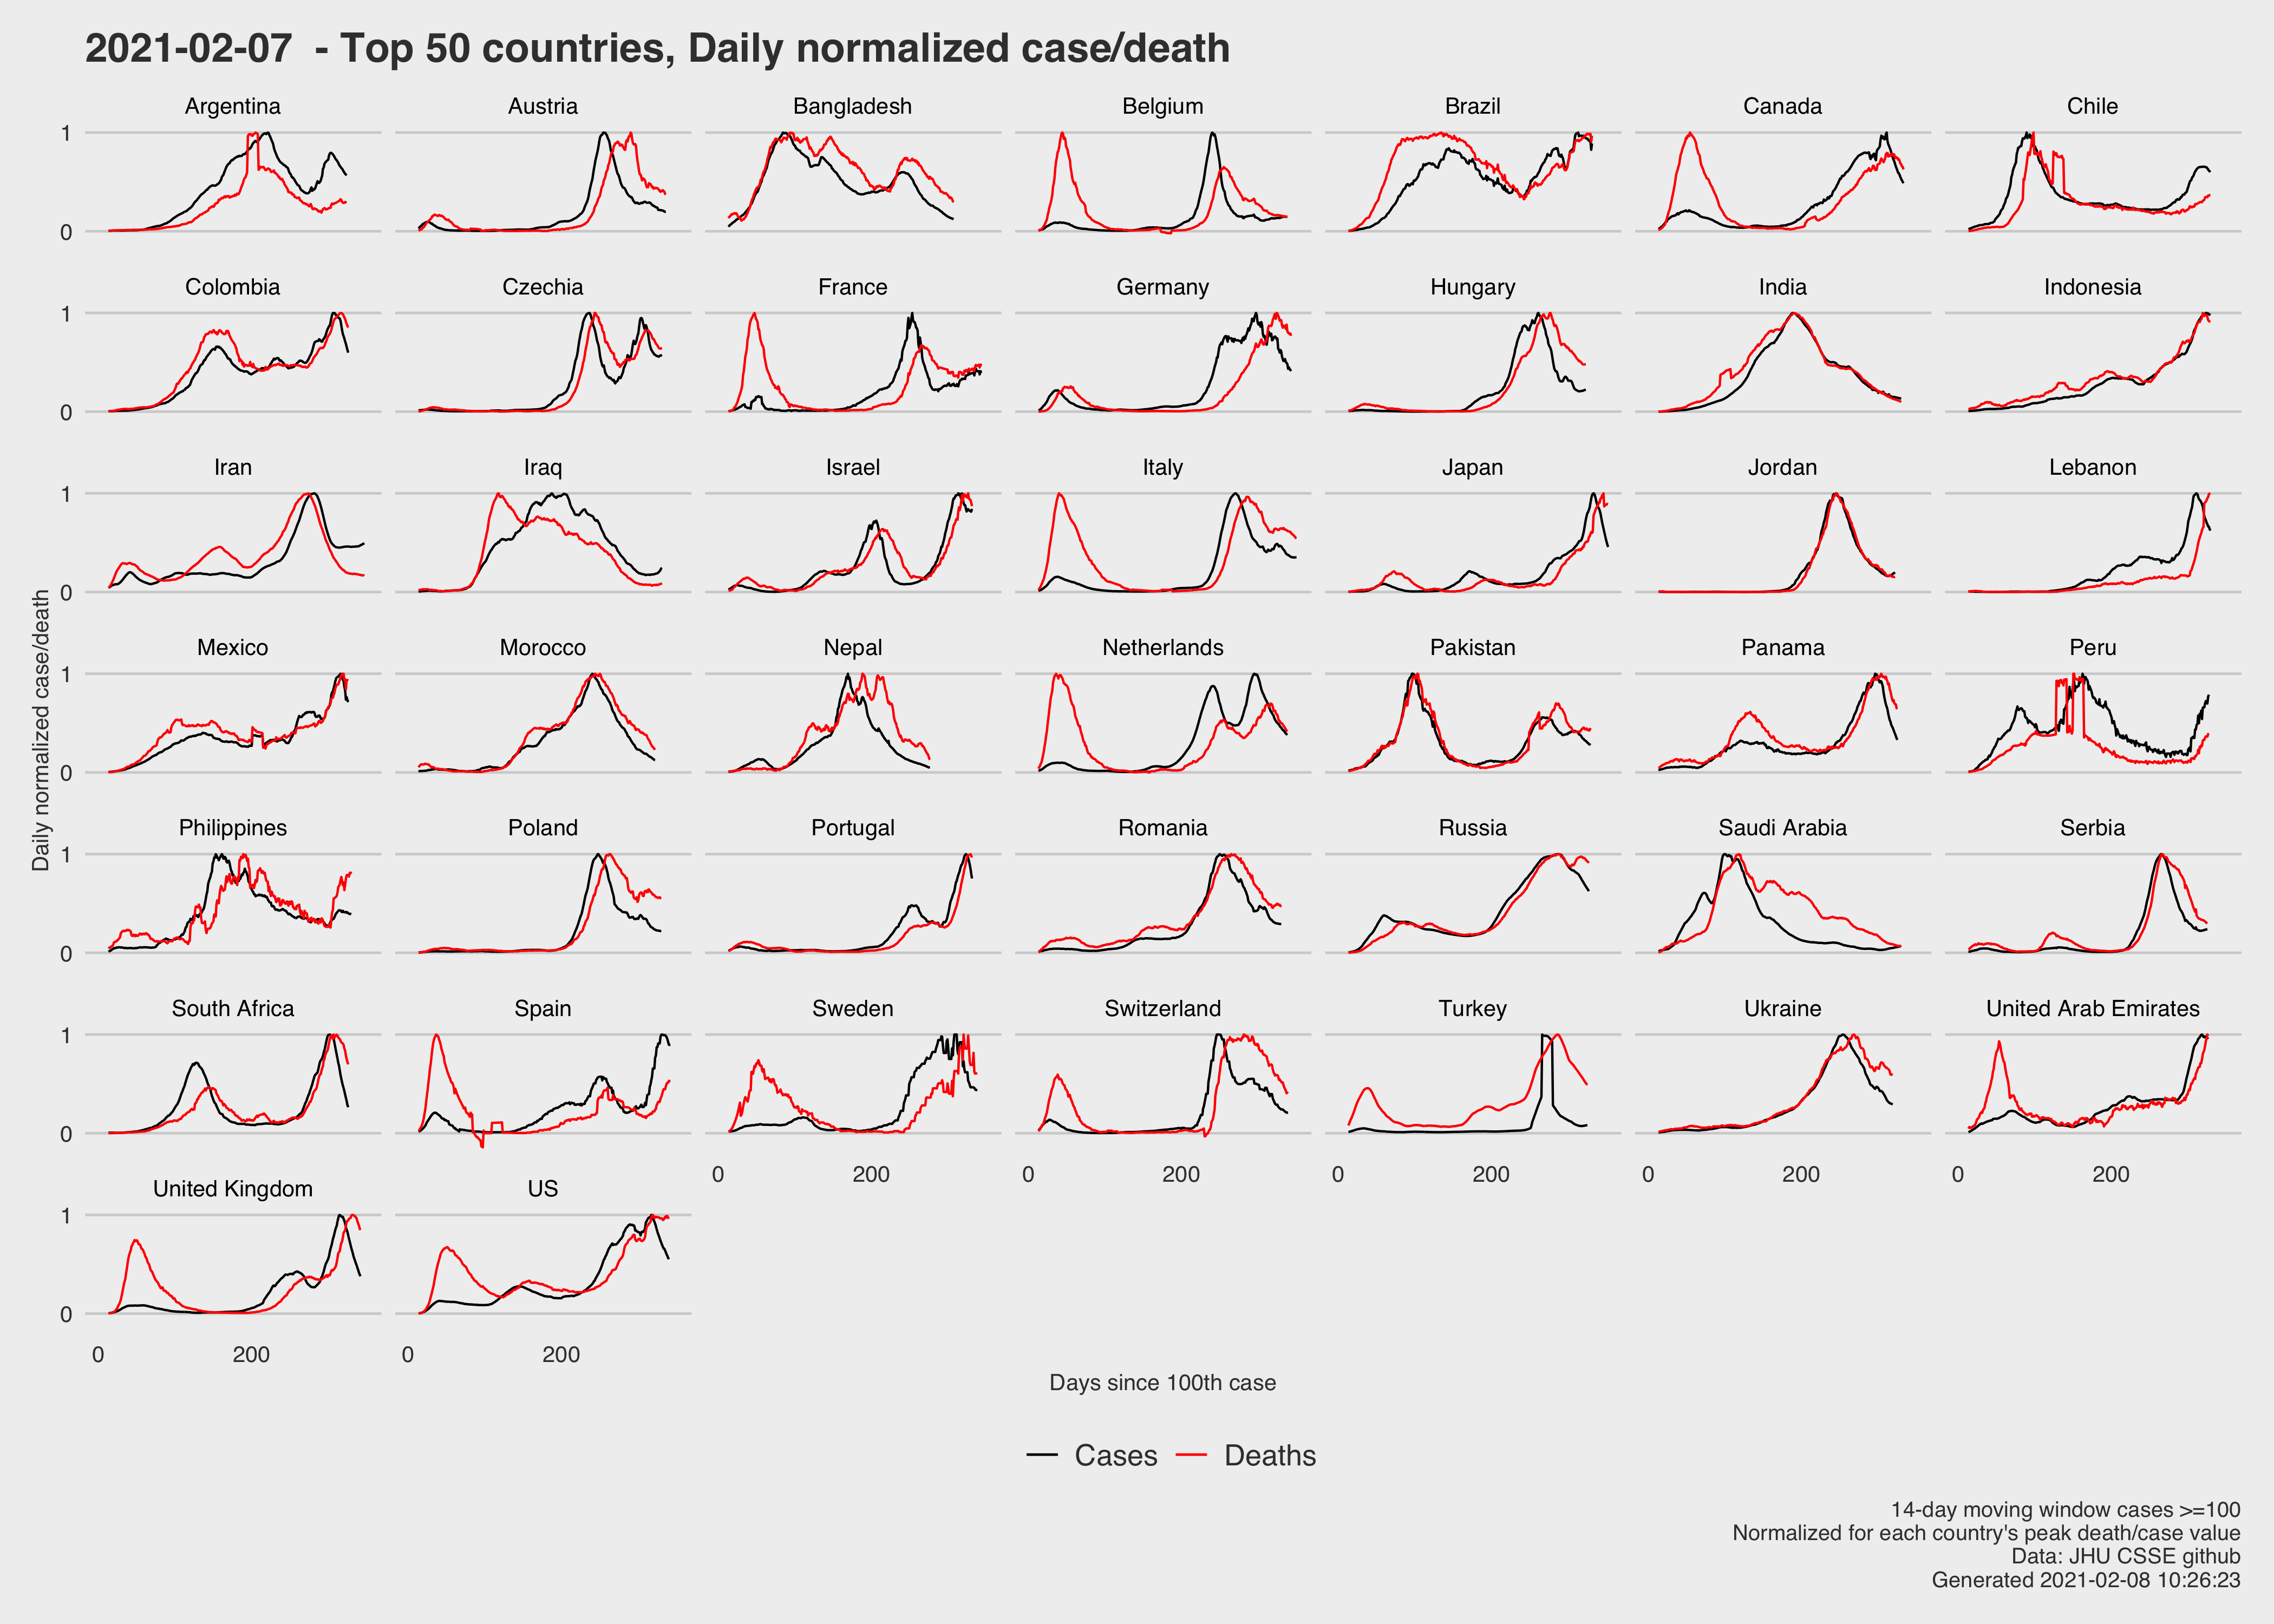 2021-02-07  - Top 50 countries, Daily normalized case/death
Argentina Austria Bangladesh Belgium Brazil Canada Chile
1
0
Colombia Czechia France Germany Hungary India Indonesia
1
0
Iran Iraq Israel Italy Japan Jordan Lebanon
1
0
Daily normalized case/death
Mexico Morocco Nepal Netherlands Pakistan Panama Peru
1
0
Philippines Poland Portugal Romania Russia Saudi Arabia Serbia
1
0
South Africa Spain Sweden Switzerland Turkey Ukraine United Arab Emirates
1
0
0 200 0 200 0 200 0 200 0 200
United Kingdom US
1
0
0 200 0 200
Days since 100th case
Cases Deaths
14-day moving window cases >=100
Normalized for each country's peak death/case value
Data: JHU CSSE github
Generated 2021-02-08 10:26:23